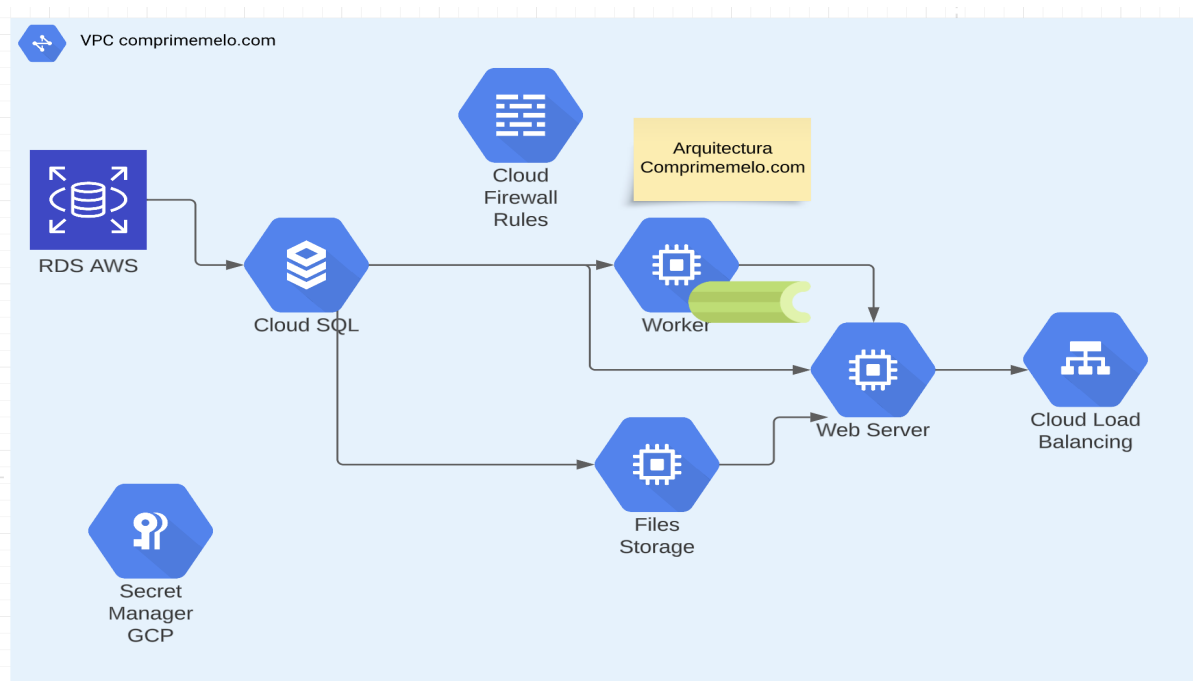 VPC comprimemelo.com
Cloud
Firewall
Rules
Arquitectura
Comprimemelo.com
RDS AWS
Cloud SQL
Worker
Web Server
Cloud Load
Balancing
Files
Storage
Secret
Manager
GCP